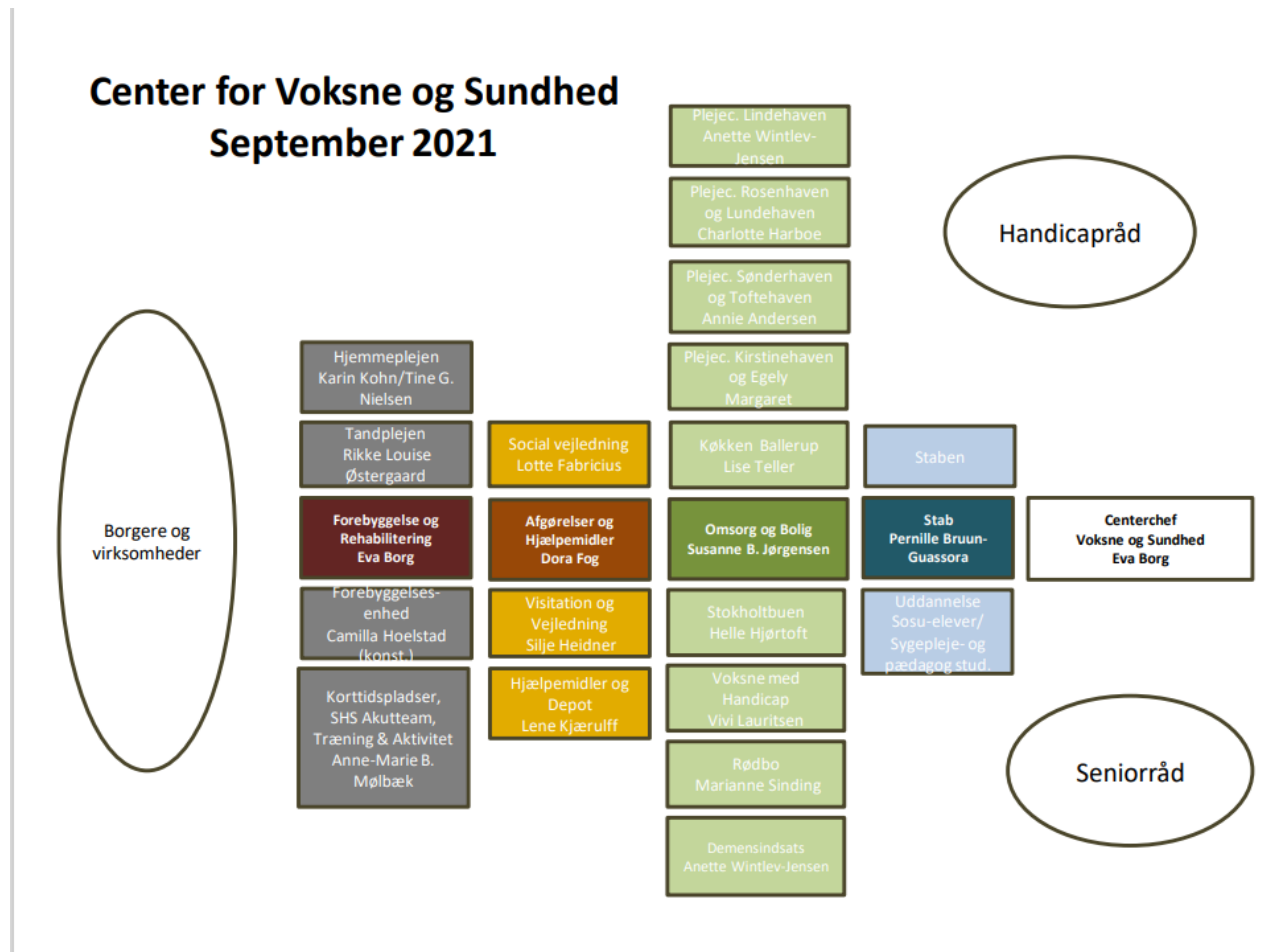 Center for Voksne og Sundhed
September 2021
Plejec. Lindehaven
Anette Wintlev-
Jensen
Plejec. Rosenhaven
og Lundehaven
Charlotte Harboe
Handicapråd
Plejec. Sønderhaven
og Toftehaven
Annie Andersen
Hjemmeplejen
Karin Kohn/Tine G.
Nielsen
Plejec. Kirstinehaven
og Egely
Margaret
Tandplejen
Rikke Louise
Østergaard
Social vejledning
Lotte Fabricius
Køkken Ballerup
Lise Teller
Staben
Borgere og
virksomheder
Forebyggelse og
Rehabilitering
Eva Borg
Afgørelser og
Hjælpemidler
Dora Fog
Omsorg og Bolig
Susanne B. Jørgensen
Stab
Pernille Bruun-
Guassora
Centerchef
Voksne og Sundhed
Eva Borg
Forebyggelses-
enhed
Camilla Hoelstad
(konst.)
Visitation og
Vejledning
Silje Heidner
Stokholtbuen
Helle Hjørtoft
Uddannelse
Sosu-elever/
Sygepleje- og
pædagog stud.
Korttidspladser,
SHS Akutteam,
Træning & Aktivitet
Anne-Marie B.
Mølbæk
Hjælpemidler og
Depot
Lene Kjærulff
Voksne med
Handicap
Vivi Lauritsen
Rødbo
Marianne Sinding
Seniorråd
Demensindsats
Anette Wintlev-Jensen